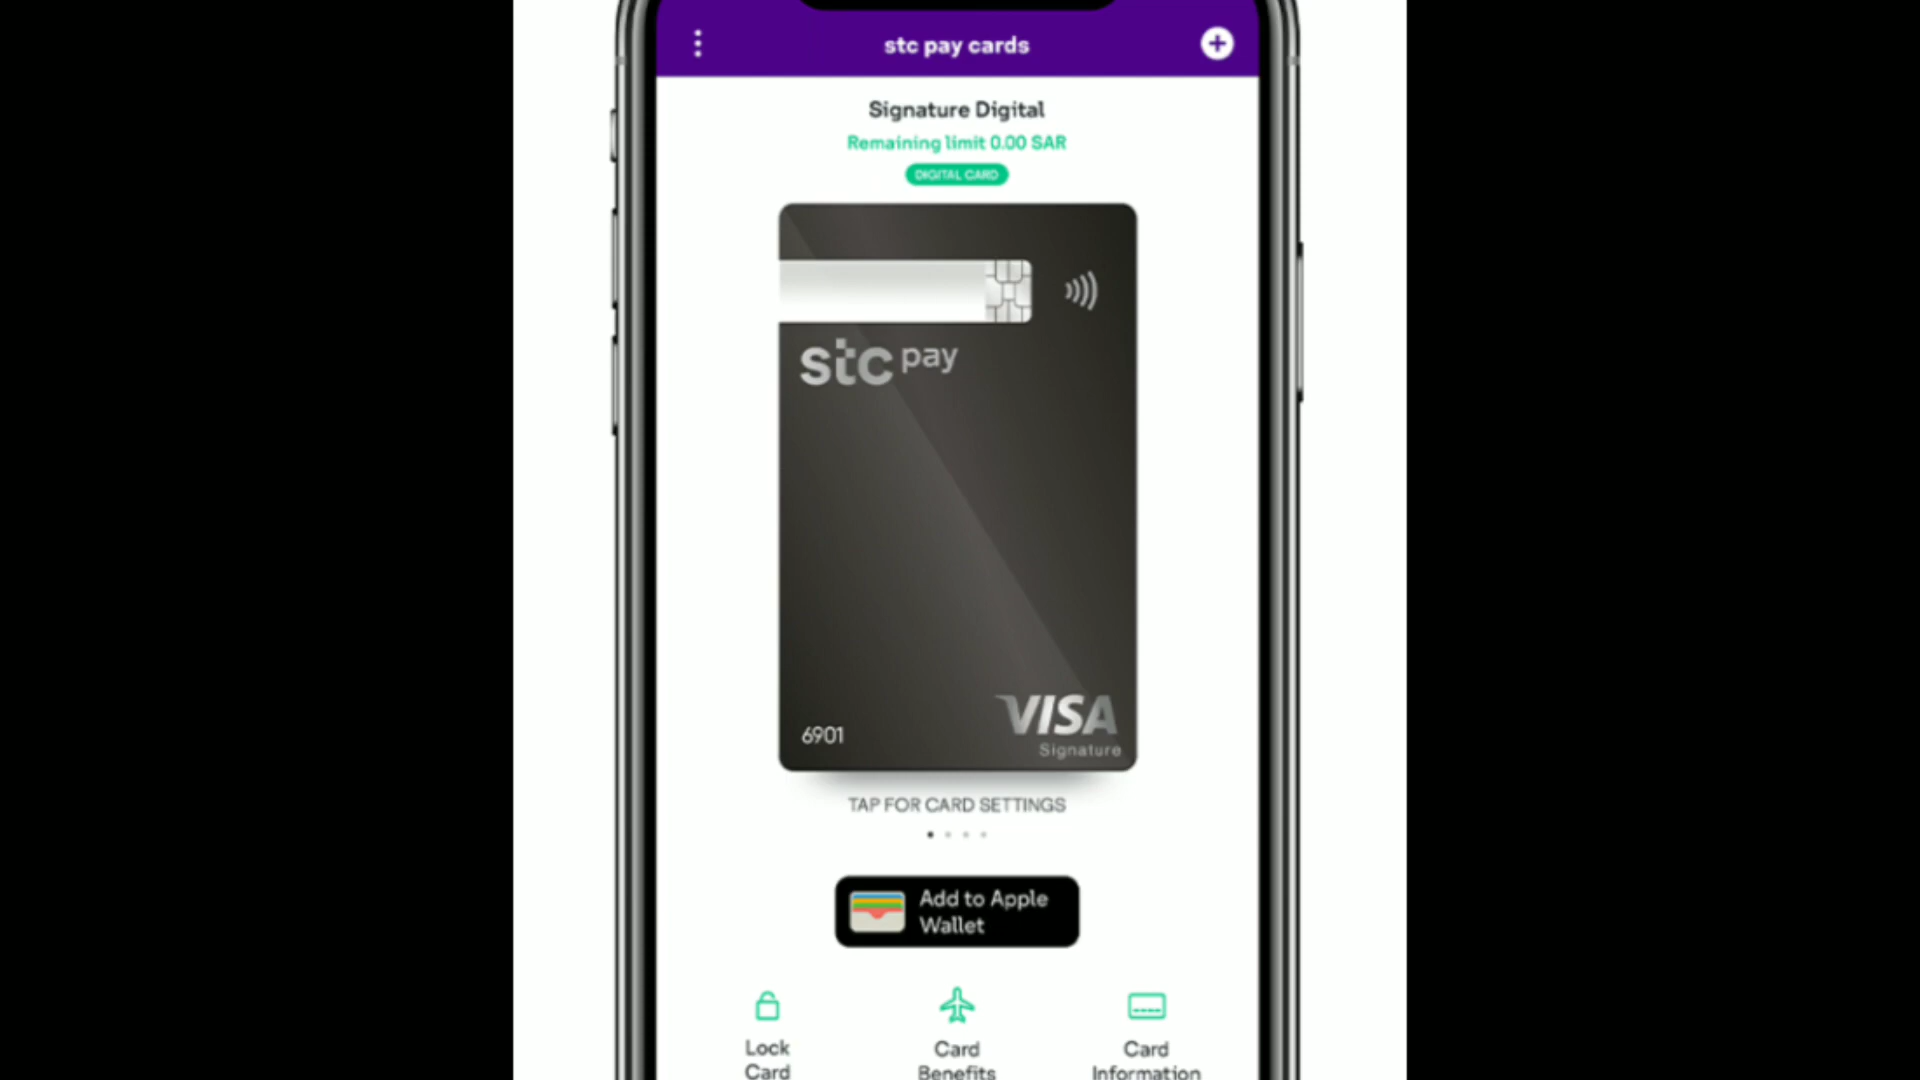 stc pay cards
Signature Digital
Remaining limit 0.00 SAR
DIGITAL CARD
stc pay
6901
VISA
Signature
TAP FOR CARD SETTINGS
Add to Apple
Wallet
Lock
Card
Card
Benefits
Card
Information